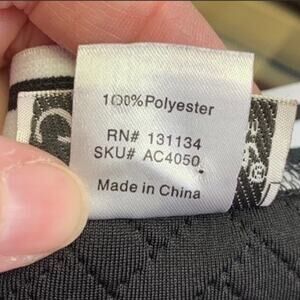 100%Polyester
RN# 131134
SKU# AC4050
Made in China